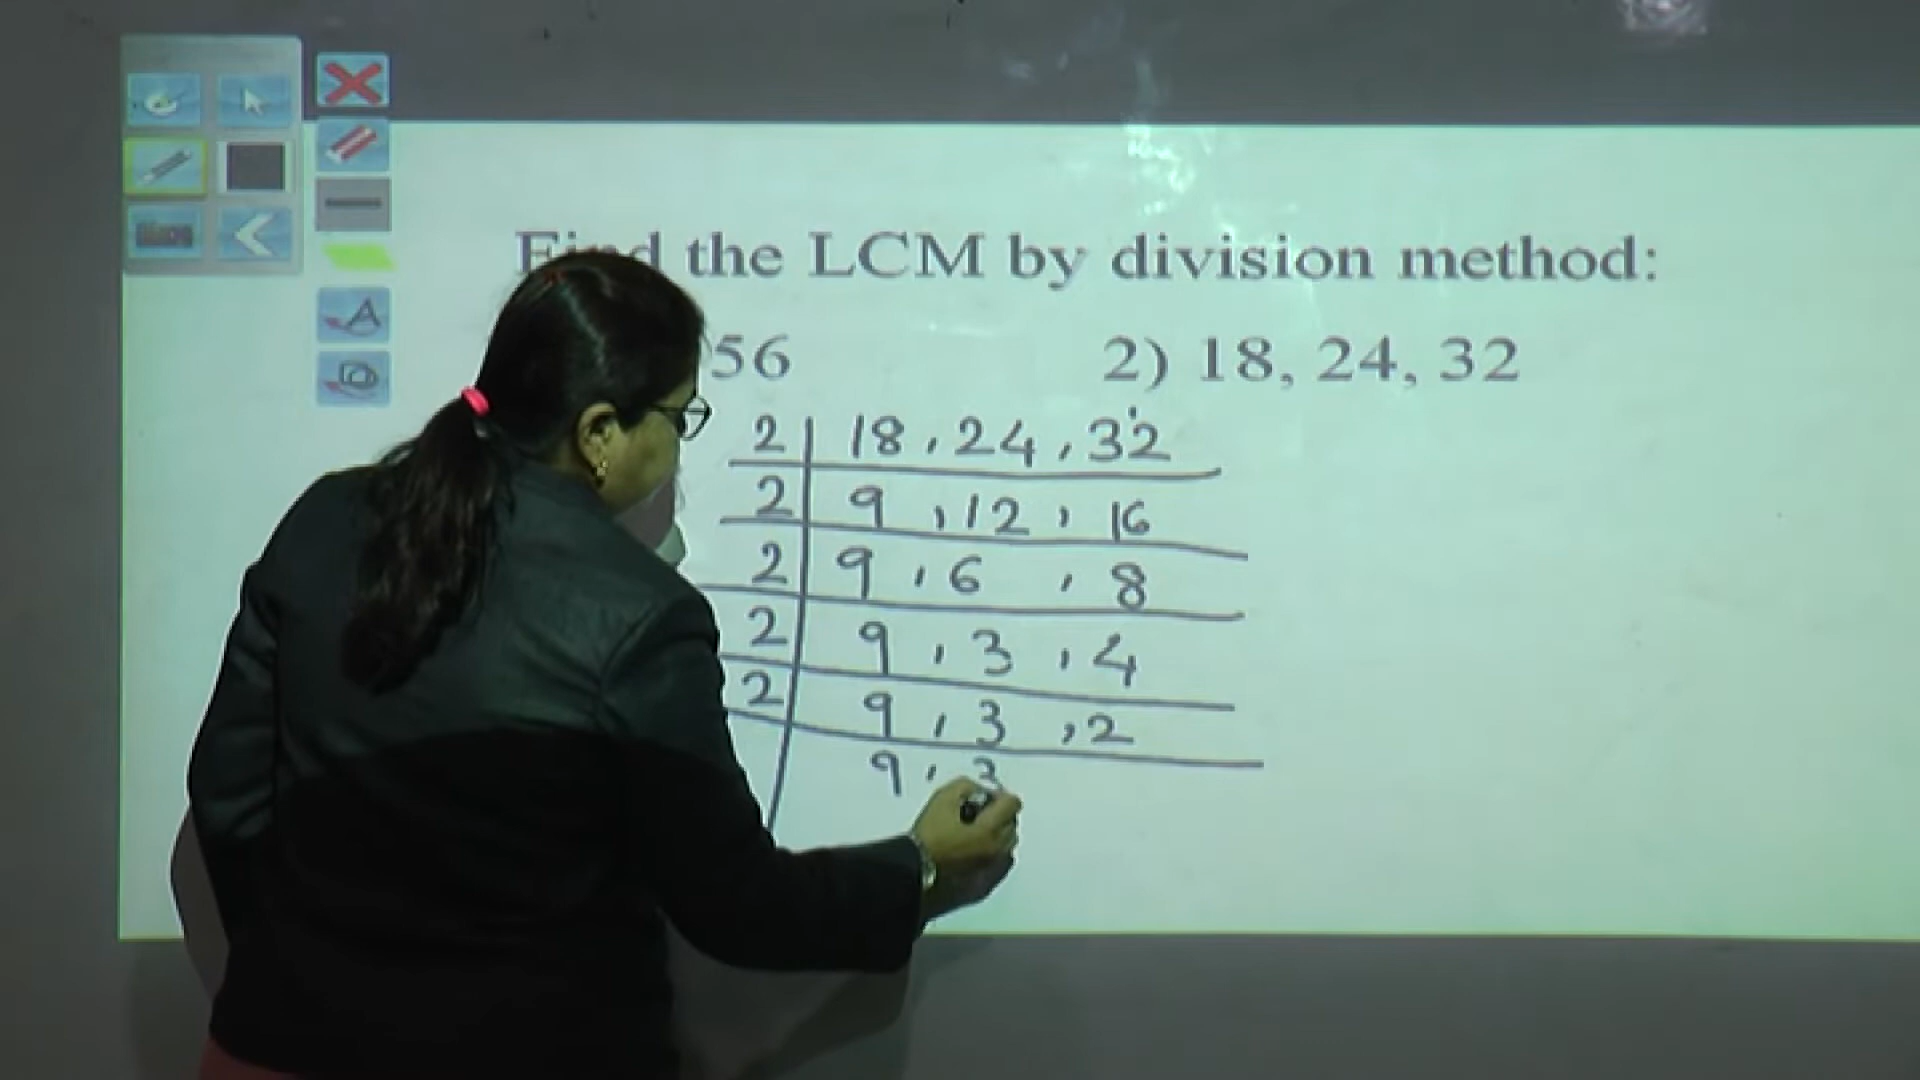 Find the LCM by division method:
56
2) 18, 24, 32
2 | 18, 24, 32
2 | 9, 12, 16
2 | 9, 6, 8
2 | 9, 3, 4
2 | 9, 3, 2
9, 3